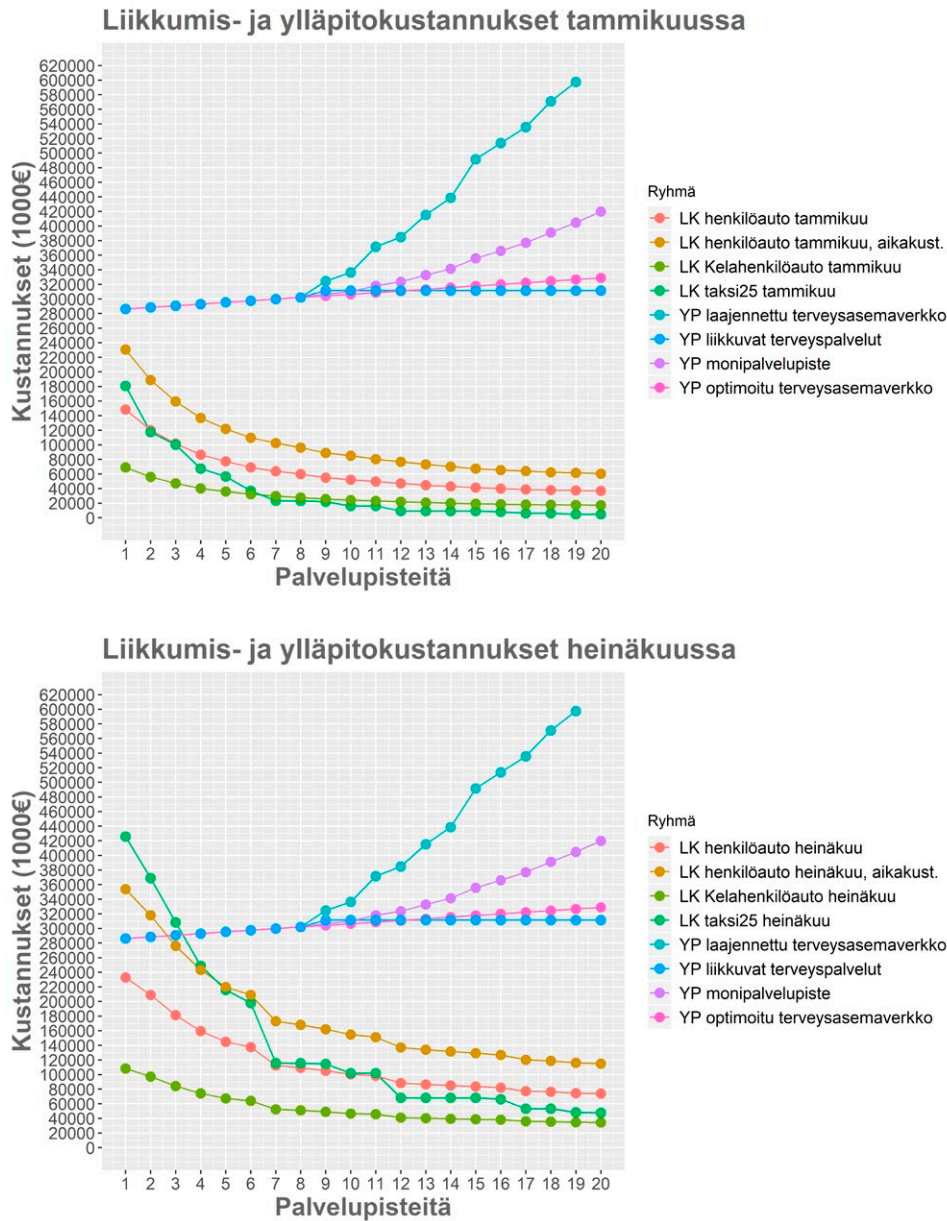 Liikkumis- ja ylläpitokustannukset tammikuussa
Kustannukset (1000€)
620000
600000
580000
560000
540000
520000
500000
480000
460000
440000
420000
400000
380000
360000
340000
320000
300000
280000
260000
240000
220000
200000
180000
160000
140000
120000
100000
80000
60000
40000
20000
0
1 2 3 4 5 6 7 8 9 10 11 12 13 14 15 16 17 18 19 20
Palvelupisteitä
Ryhmä
LK henkilöauto tammikuu
LK henkilöauto tammikuu, aikakust.
LK Kelahenkilöauto tammikuu
LK taksi25 tammikuu
YP laajennettu terveysasemaverkko
YP liikkuvat terveyspalvelut
YP monipalvelupiste
YP optimoitu terveysasemaverkko
Liikkumis- ja ylläpitokustannukset heinäkuussa
Kustannukset (1000€)
620000
600000
580000
560000
540000
520000
500000
480000
460000
440000
420000
400000
380000
360000
340000
320000
300000
280000
260000
240000
220000
200000
180000
160000
140000
120000
100000
80000
60000
40000
20000
0
1 2 3 4 5 6 7 8 9 10 11 12 13 14 15 16 17 18 19 20
Palvelupisteitä
Ryhmä
LK henkilöauto heinäkuu
LK henkilöauto heinäkuu, aikakust.
LK Kelahenkilöauto heinäkuu
LK taksi25 heinäkuu
YP laajennettu terveysasemaverkko
YP liikkuvat terveyspalvelut
YP monipalvelupiste
YP optimoitu terveysasemaverkko